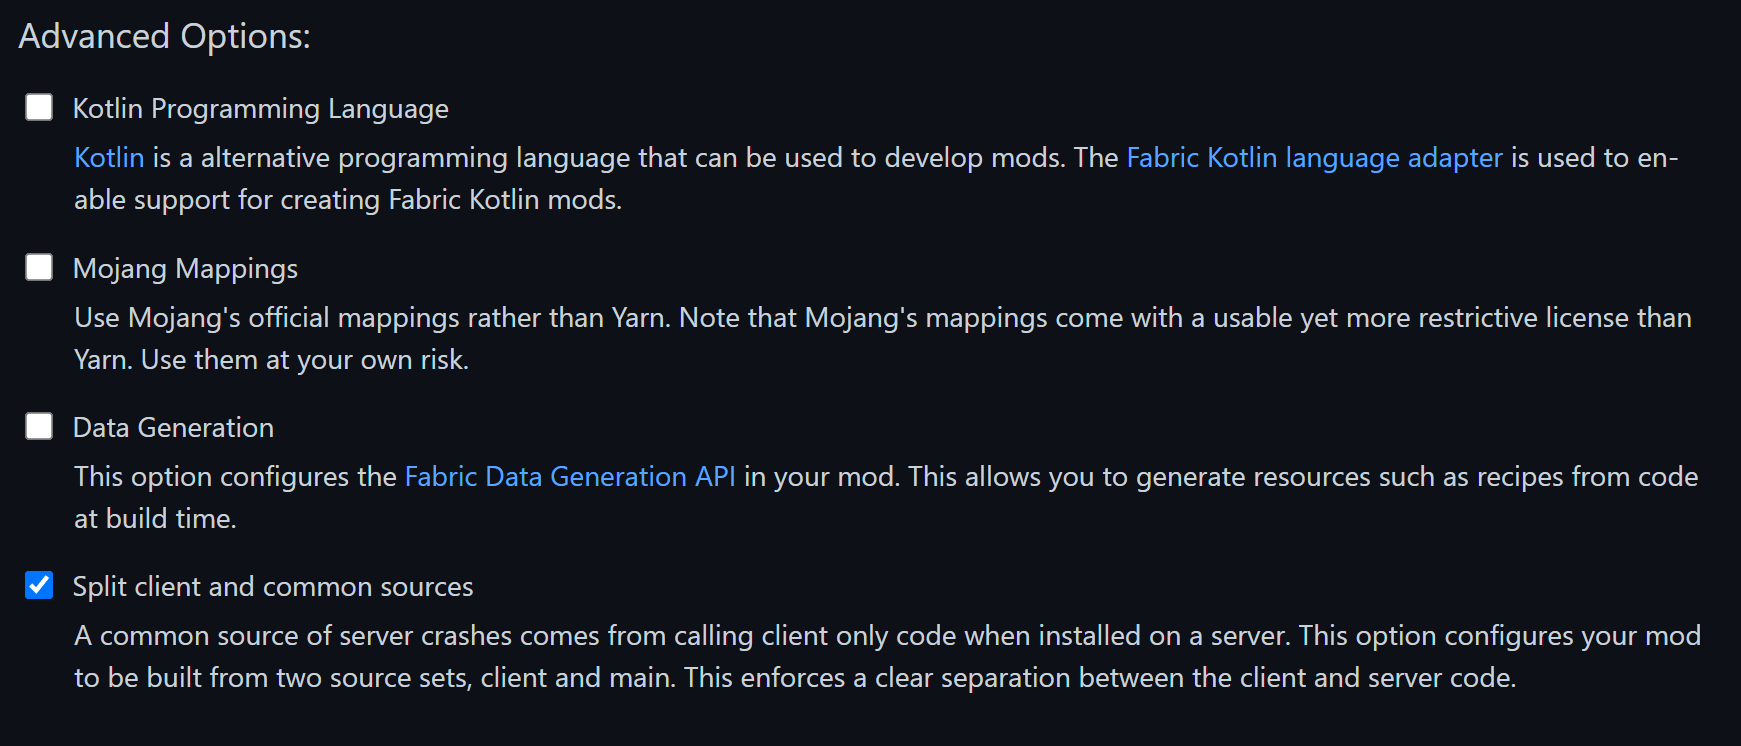 Advanced Options:
Kotlin Programming Language
Kotlin is a alternative programming language that can be used to develop mods. The Fabric Kotlin language adapter is used to en-
able support for creating Fabric Kotlin mods.
Mojang Mappings
Use Mojang's official mappings rather than Yarn. Note that Mojang's mappings come with a usable yet more restrictive license than
Yarn. Use them at your own risk.
Data Generation
This option configures the Fabric Data Generation API in your mod. This allows you to generate resources such as recipes from code
at build time.
Split client and common sources
A common source of server crashes comes from calling client only code when installed on a server. This option configures your mod
to be built from two source sets, client and main. This enforces a clear separation between the client and server code.